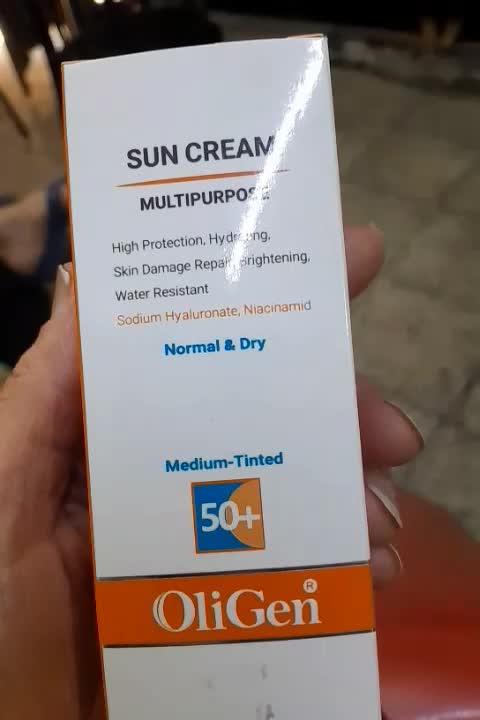 SUN CREAM
MULTIPURPOSE
High Protection, Hydrating,
Skin Damage Repair, Brightening,
Water Resistant
Sodium Hyaluronate, Niacinamid
Normal & Dry
Medium-Tinted
50+
OliGen®